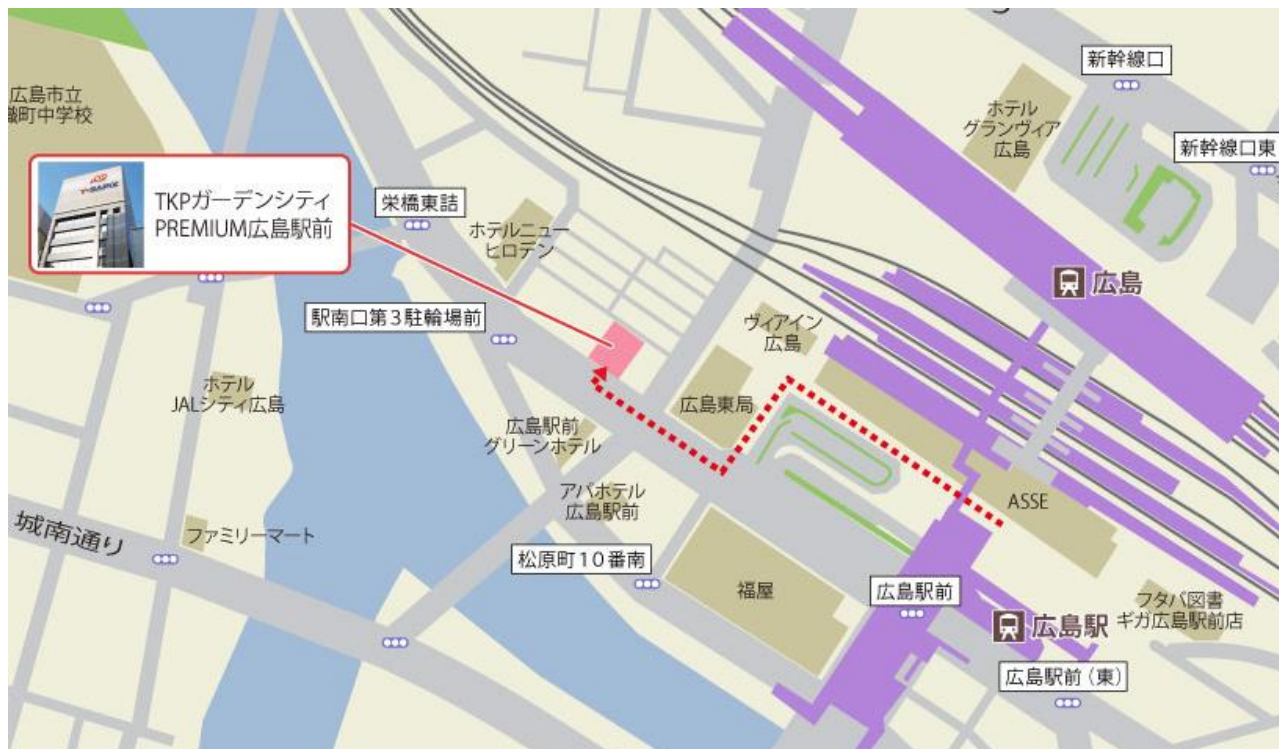 新幹線口
広島市立
町中学校
ホテル
グランヴィア
広島
新幹線口東
T-SAPIX
TKPガーデンシティ
PREMIUM広島駅前
栄橋東詰
ホテルニュー
ヒロデン
広島
駅南口第3駐輪場前
ヴィアイン
広島
ホテル
JALシティ広島
広島東局
広島駅前
グリーンホテル
アパホテル
広島駅前
ASSE
城南通り
ファミリーマート
松原町10番南
福屋
広島駅前
フタバ図書
ギガ広島駅前店
広島駅
広島駅前(東)